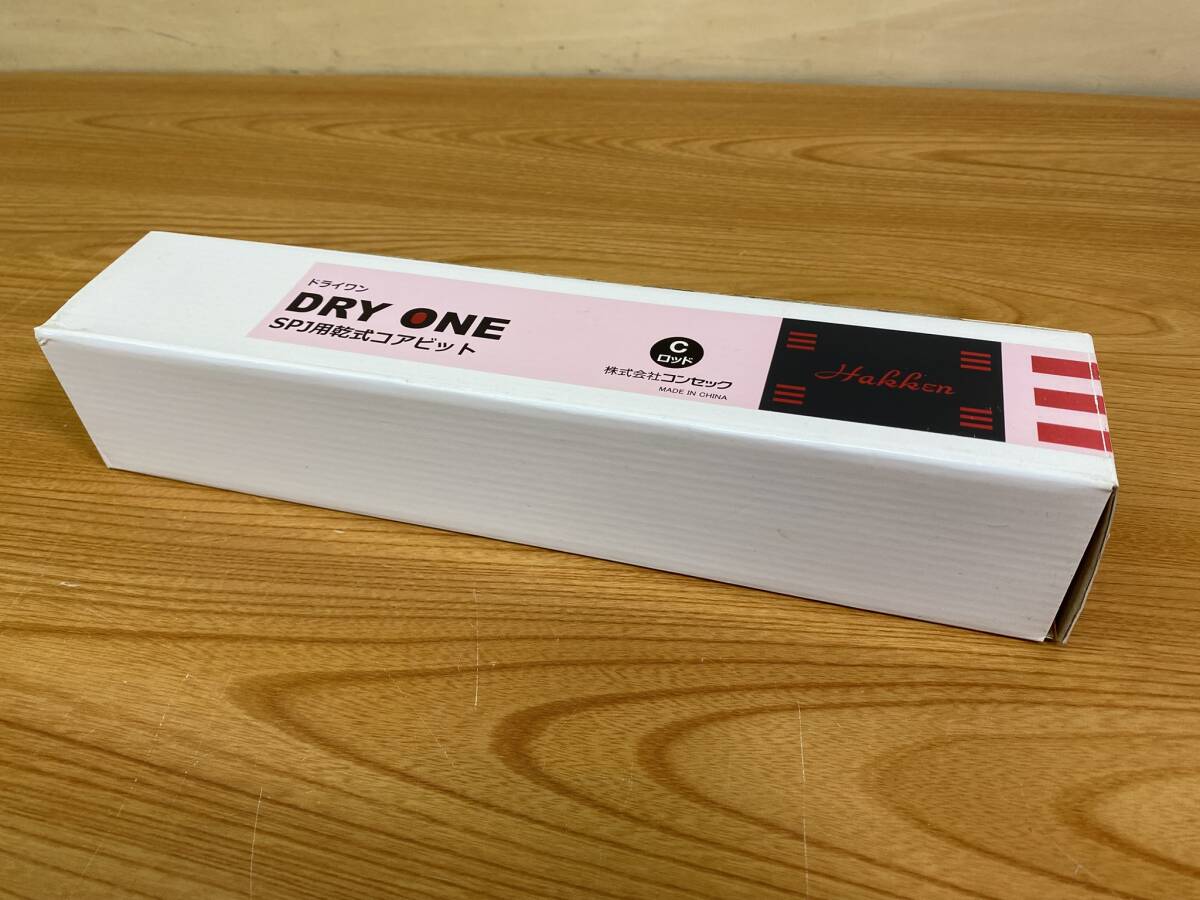 ドライワン
DRY ONE
SPJ用乾式コアビット
C
ロッド
株式会社コンセック
MADE IN CHINA
Hakken